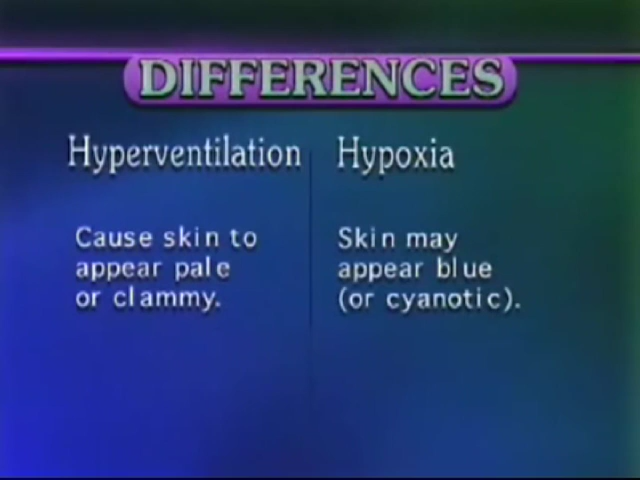 DIFFERENCES
Hyperventilation
Cause skin to
appear pale
or clammy.
Hypoxia
Skin may
appear blue
(or cyanotic).